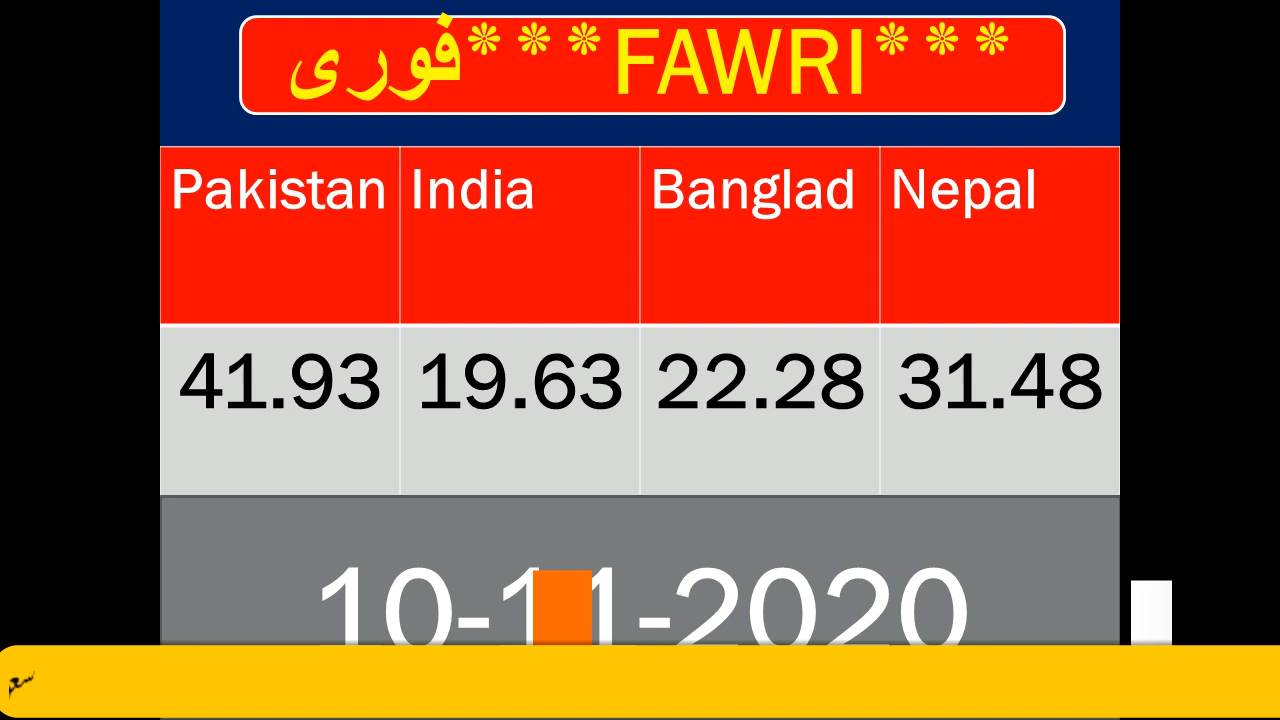 فوری***FAWRI***
Pakistan India Banglad Nepal
41.93 19.63 22.28 31.48
10-11-2020